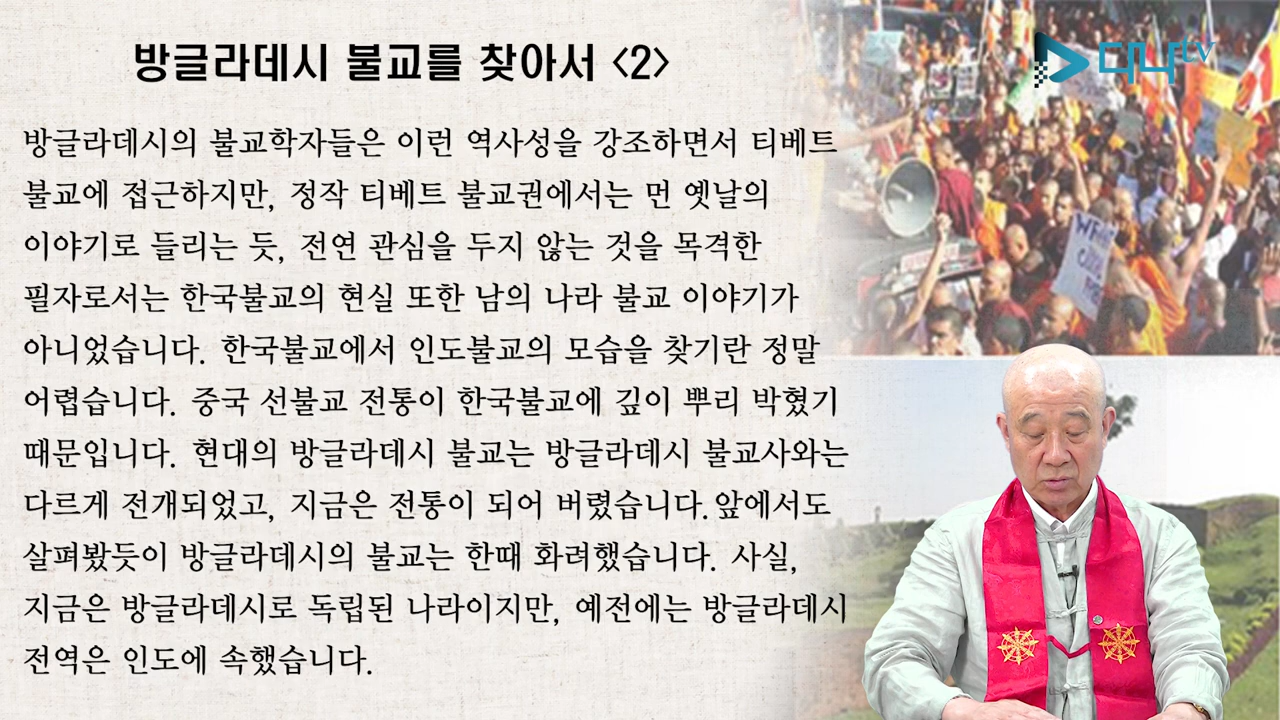 방글라데시 불교를 찾아서 <2>
다나tv
방글라데시의 불교학자들은 이런 역사성을 강조하면서 티베트
불교에 접근하지만, 정작 티베트 불교권에서는 먼 옛날의
이야기로 들리는 듯, 전연 관심을 두지 않는 것을 목격한
필자로서는 한국불교의 현실 또한 남의 나라 불교 이야기가
아니었습니다. 한국불교에서 인도불교의 모습을 찾기란 정말
어렵습니다. 중국 선불교 전통이 한국불교에 깊이 뿌리 박혔기
때문입니다. 현대의 방글라데시 불교는 방글라데시 불교사와는
다르게 전개되었고, 지금은 전통이 되어 버렸습니다.앞에서도
살펴봤듯이 방글라데시의 불교는 한때 화려했습니다. 사실,
지금은 방글라데시로 독립된 나라이지만, 예전에는 방글라데시
전역은 인도에 속했습니다.